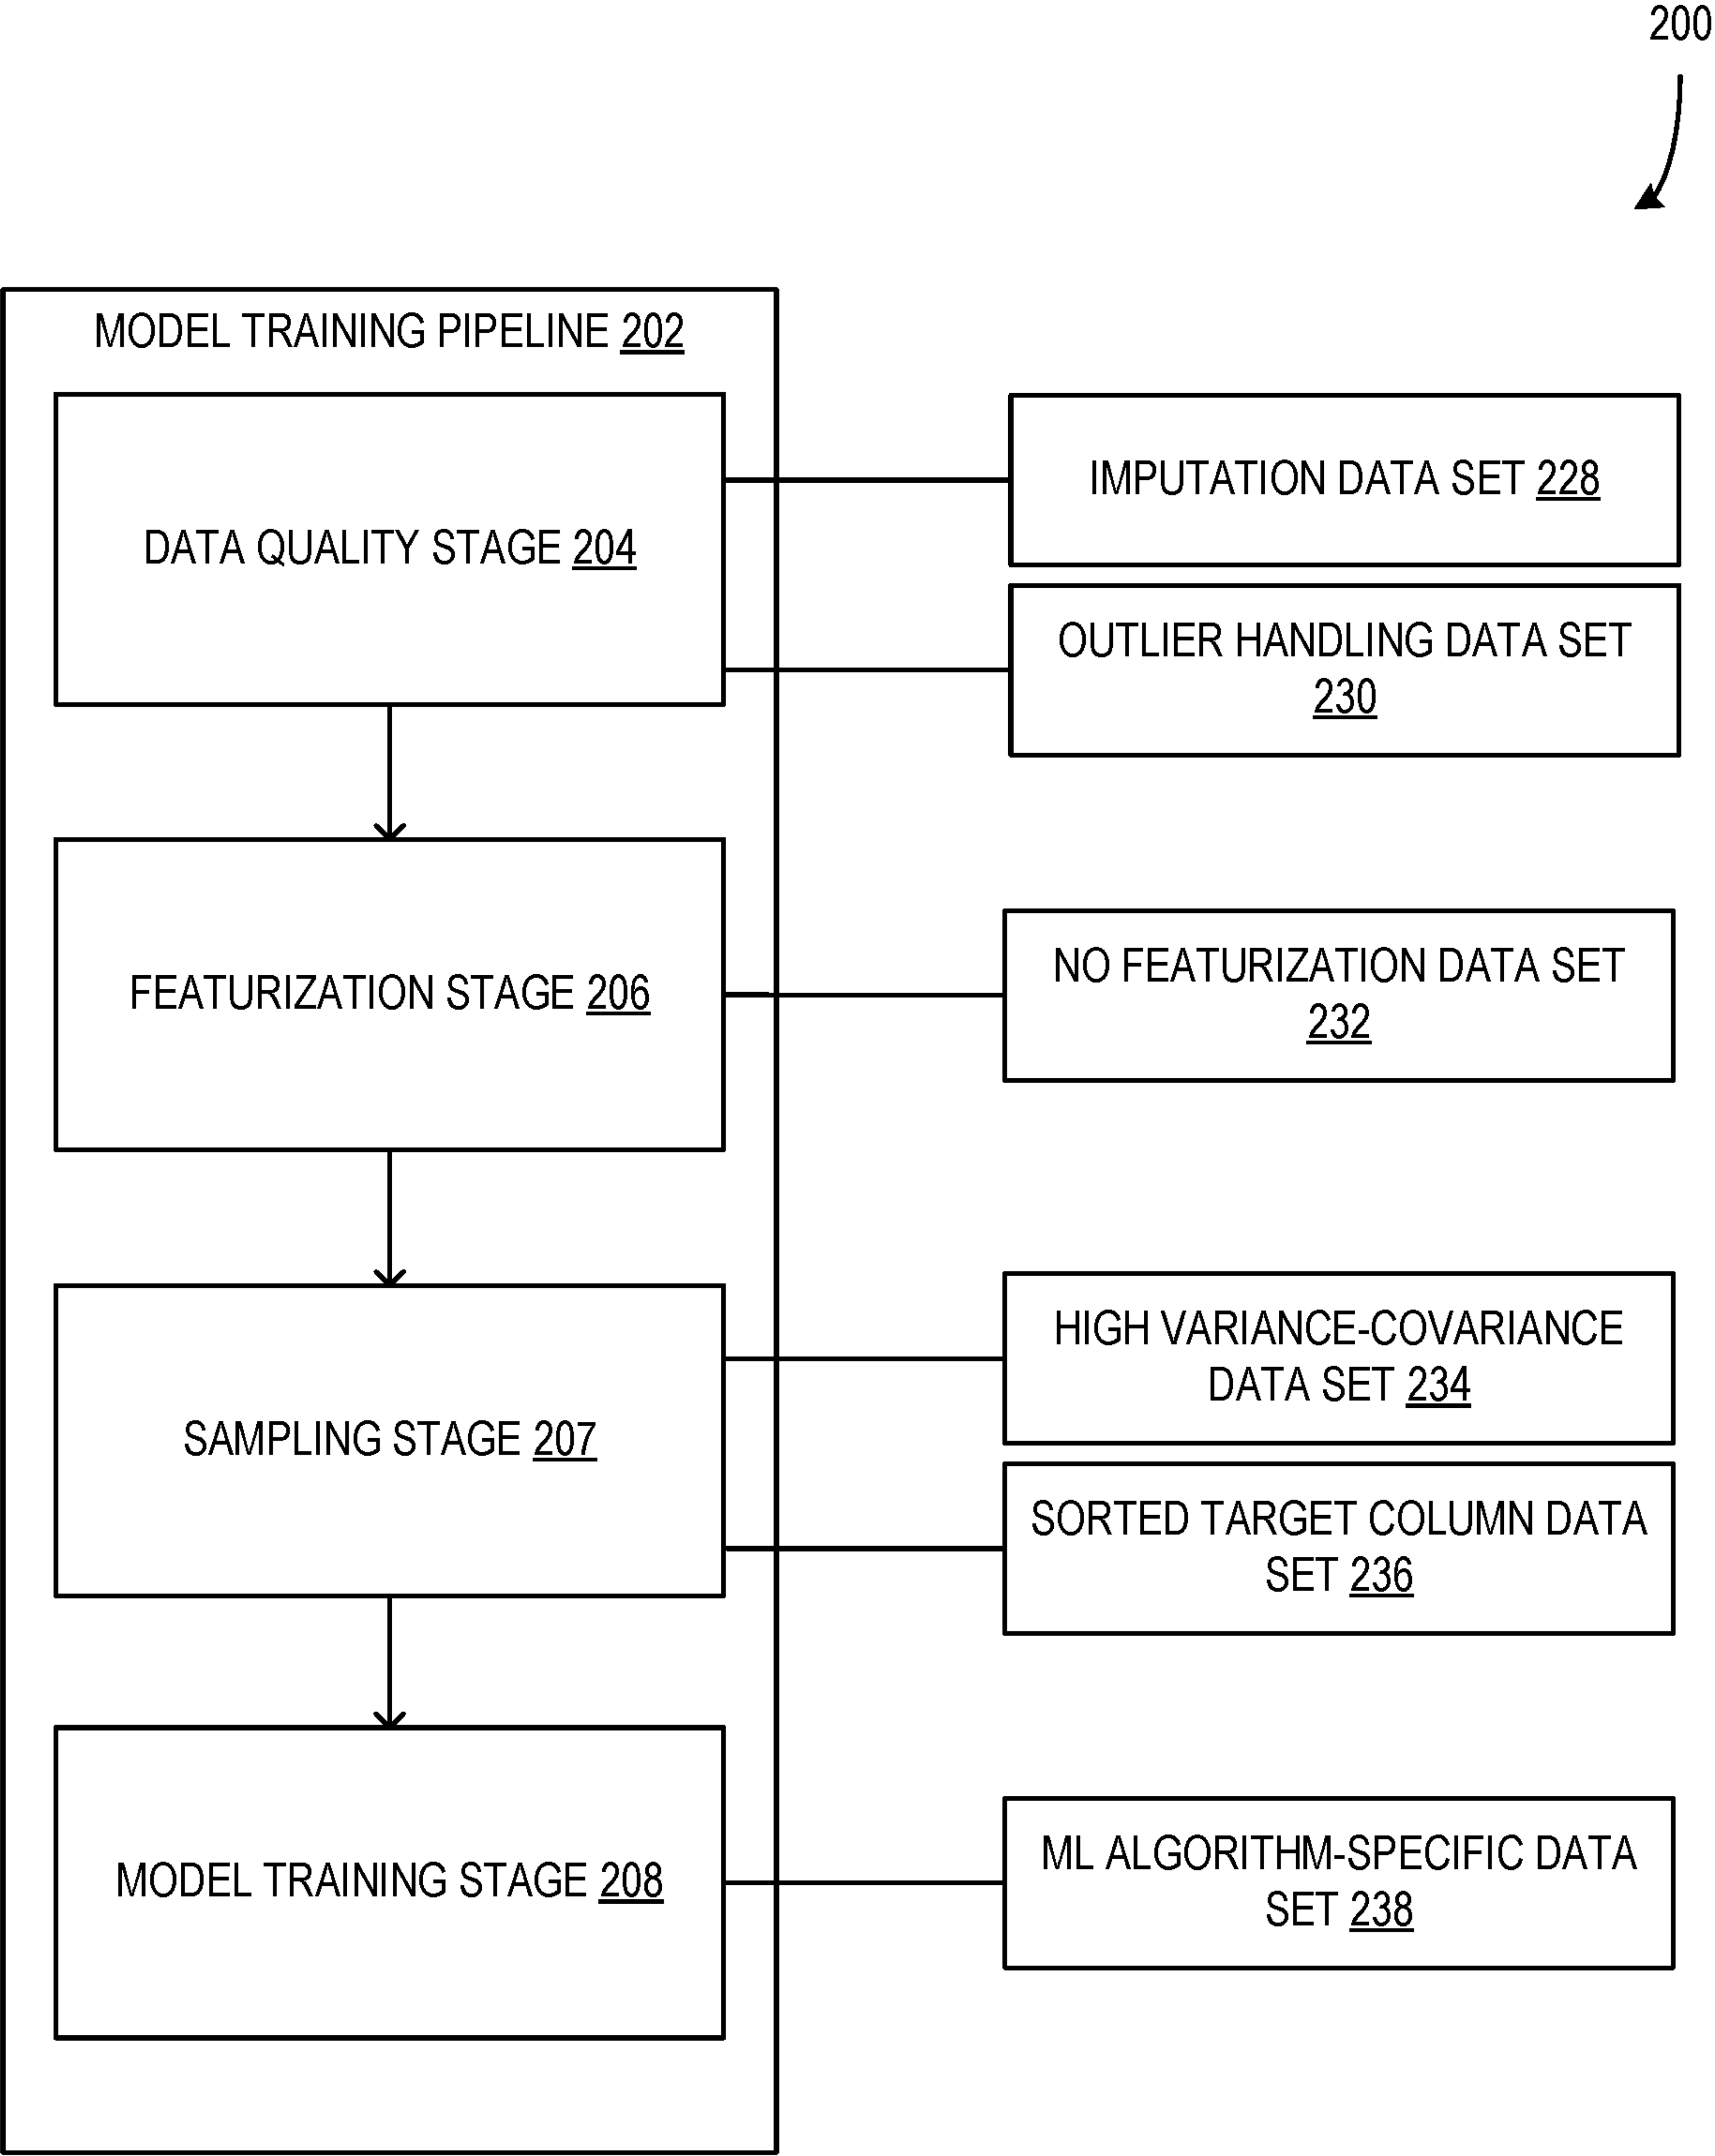 200
MODEL TRAINING PIPELINE 202
DATA QUALITY STAGE 204
IMPUTATION DATA SET 228
OUTLIER HANDLING DATA SET
230
FEATURIZATION STAGE 206
NO FEATURIZATION DATA SET
232
SAMPLING STAGE 207
HIGH VARIANCE-COVARIANCE
DATA SET 234
SORTED TARGET COLUMN DATA
SET 236
MODEL TRAINING STAGE 208
ML ALGORITHM-SPECIFIC DATA
SET 238